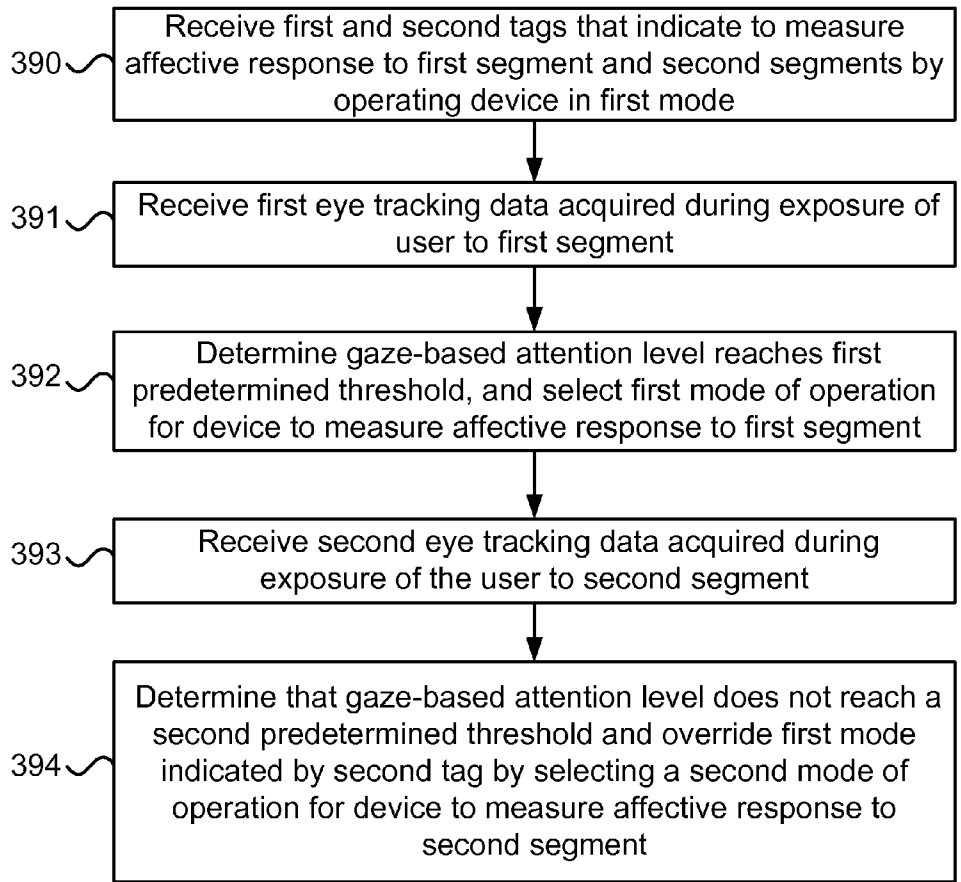 390
Receive first and second tags that indicate to measure
affective response to first segment and second segments by
operating device in first mode
391
Receive first eye tracking data acquired during exposure of
user to first segment
392
Determine gaze-based attention level reaches first
predetermined threshold, and select first mode of operation
for device to measure affective response to first segment
393
Receive second eye tracking data acquired during
exposure of the user to second segment
394
Determine that gaze-based attention level does not reach a
second predetermined threshold and override first mode
indicated by second tag by selecting a second mode of
operation for device to measure affective response to
second segment